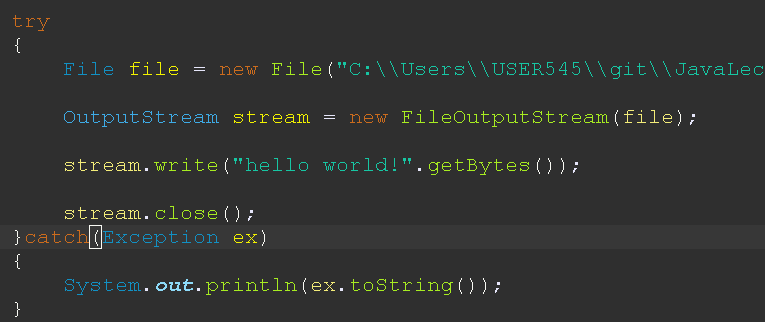 try
{
File file = new File("C:\\Users\\USER545\\git\\JavaLec
OutputStream stream = new FileOutputStream(file);
stream.write("hello world!".getBytes());
stream.close();
}catch(Exception ex)
{
System.out.println(ex.toString());
}